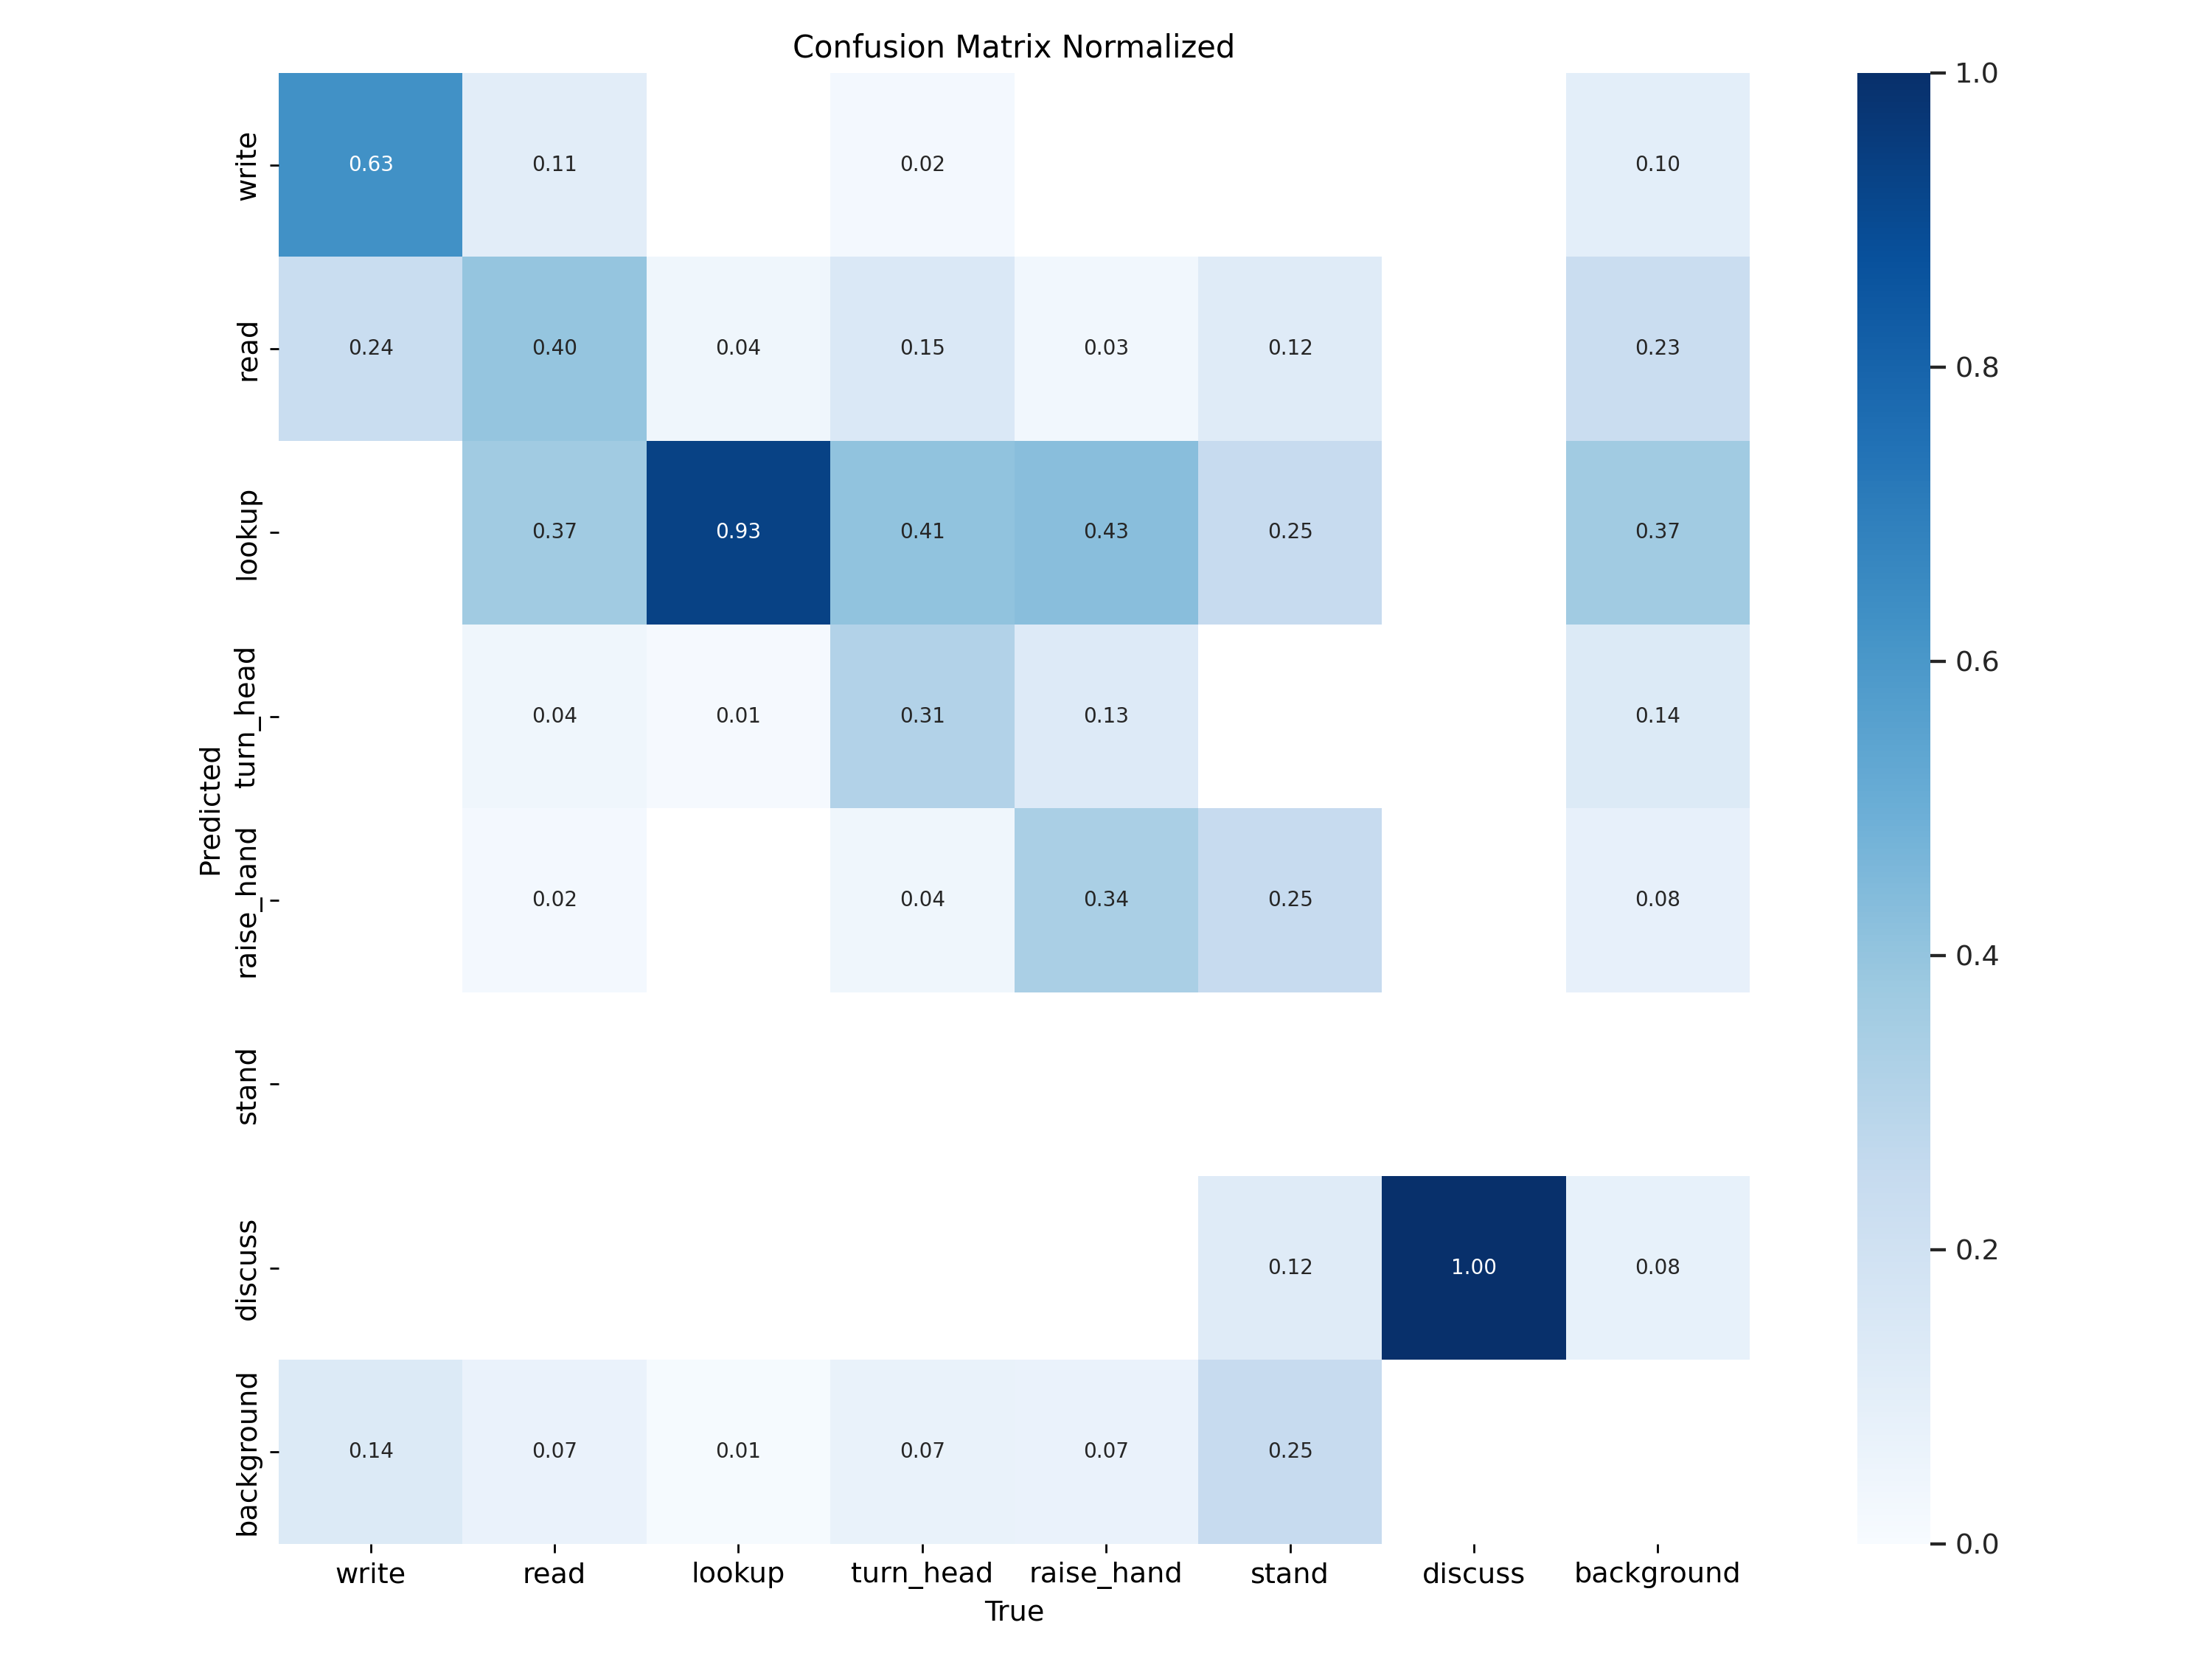 Confusion Matrix Normalized
write 0.63 0.11 0.02 0.10
read 0.24 0.40 0.04 0.15 0.03 0.12 0.23
lookup 0.37 0.93 0.41 0.43 0.25 0.37
turn_head 0.04 0.01 0.31 0.13 0.14
raise_hand 0.02 0.04 0.34 0.25 0.08
stand
discuss 0.12 1.00 0.08
background 0.14 0.07 0.01 0.07 0.07 0.25
Predicted
write read lookup turn_head raise_hand stand discuss background
True
1.0
0.8
0.6
0.4
0.2
0.0